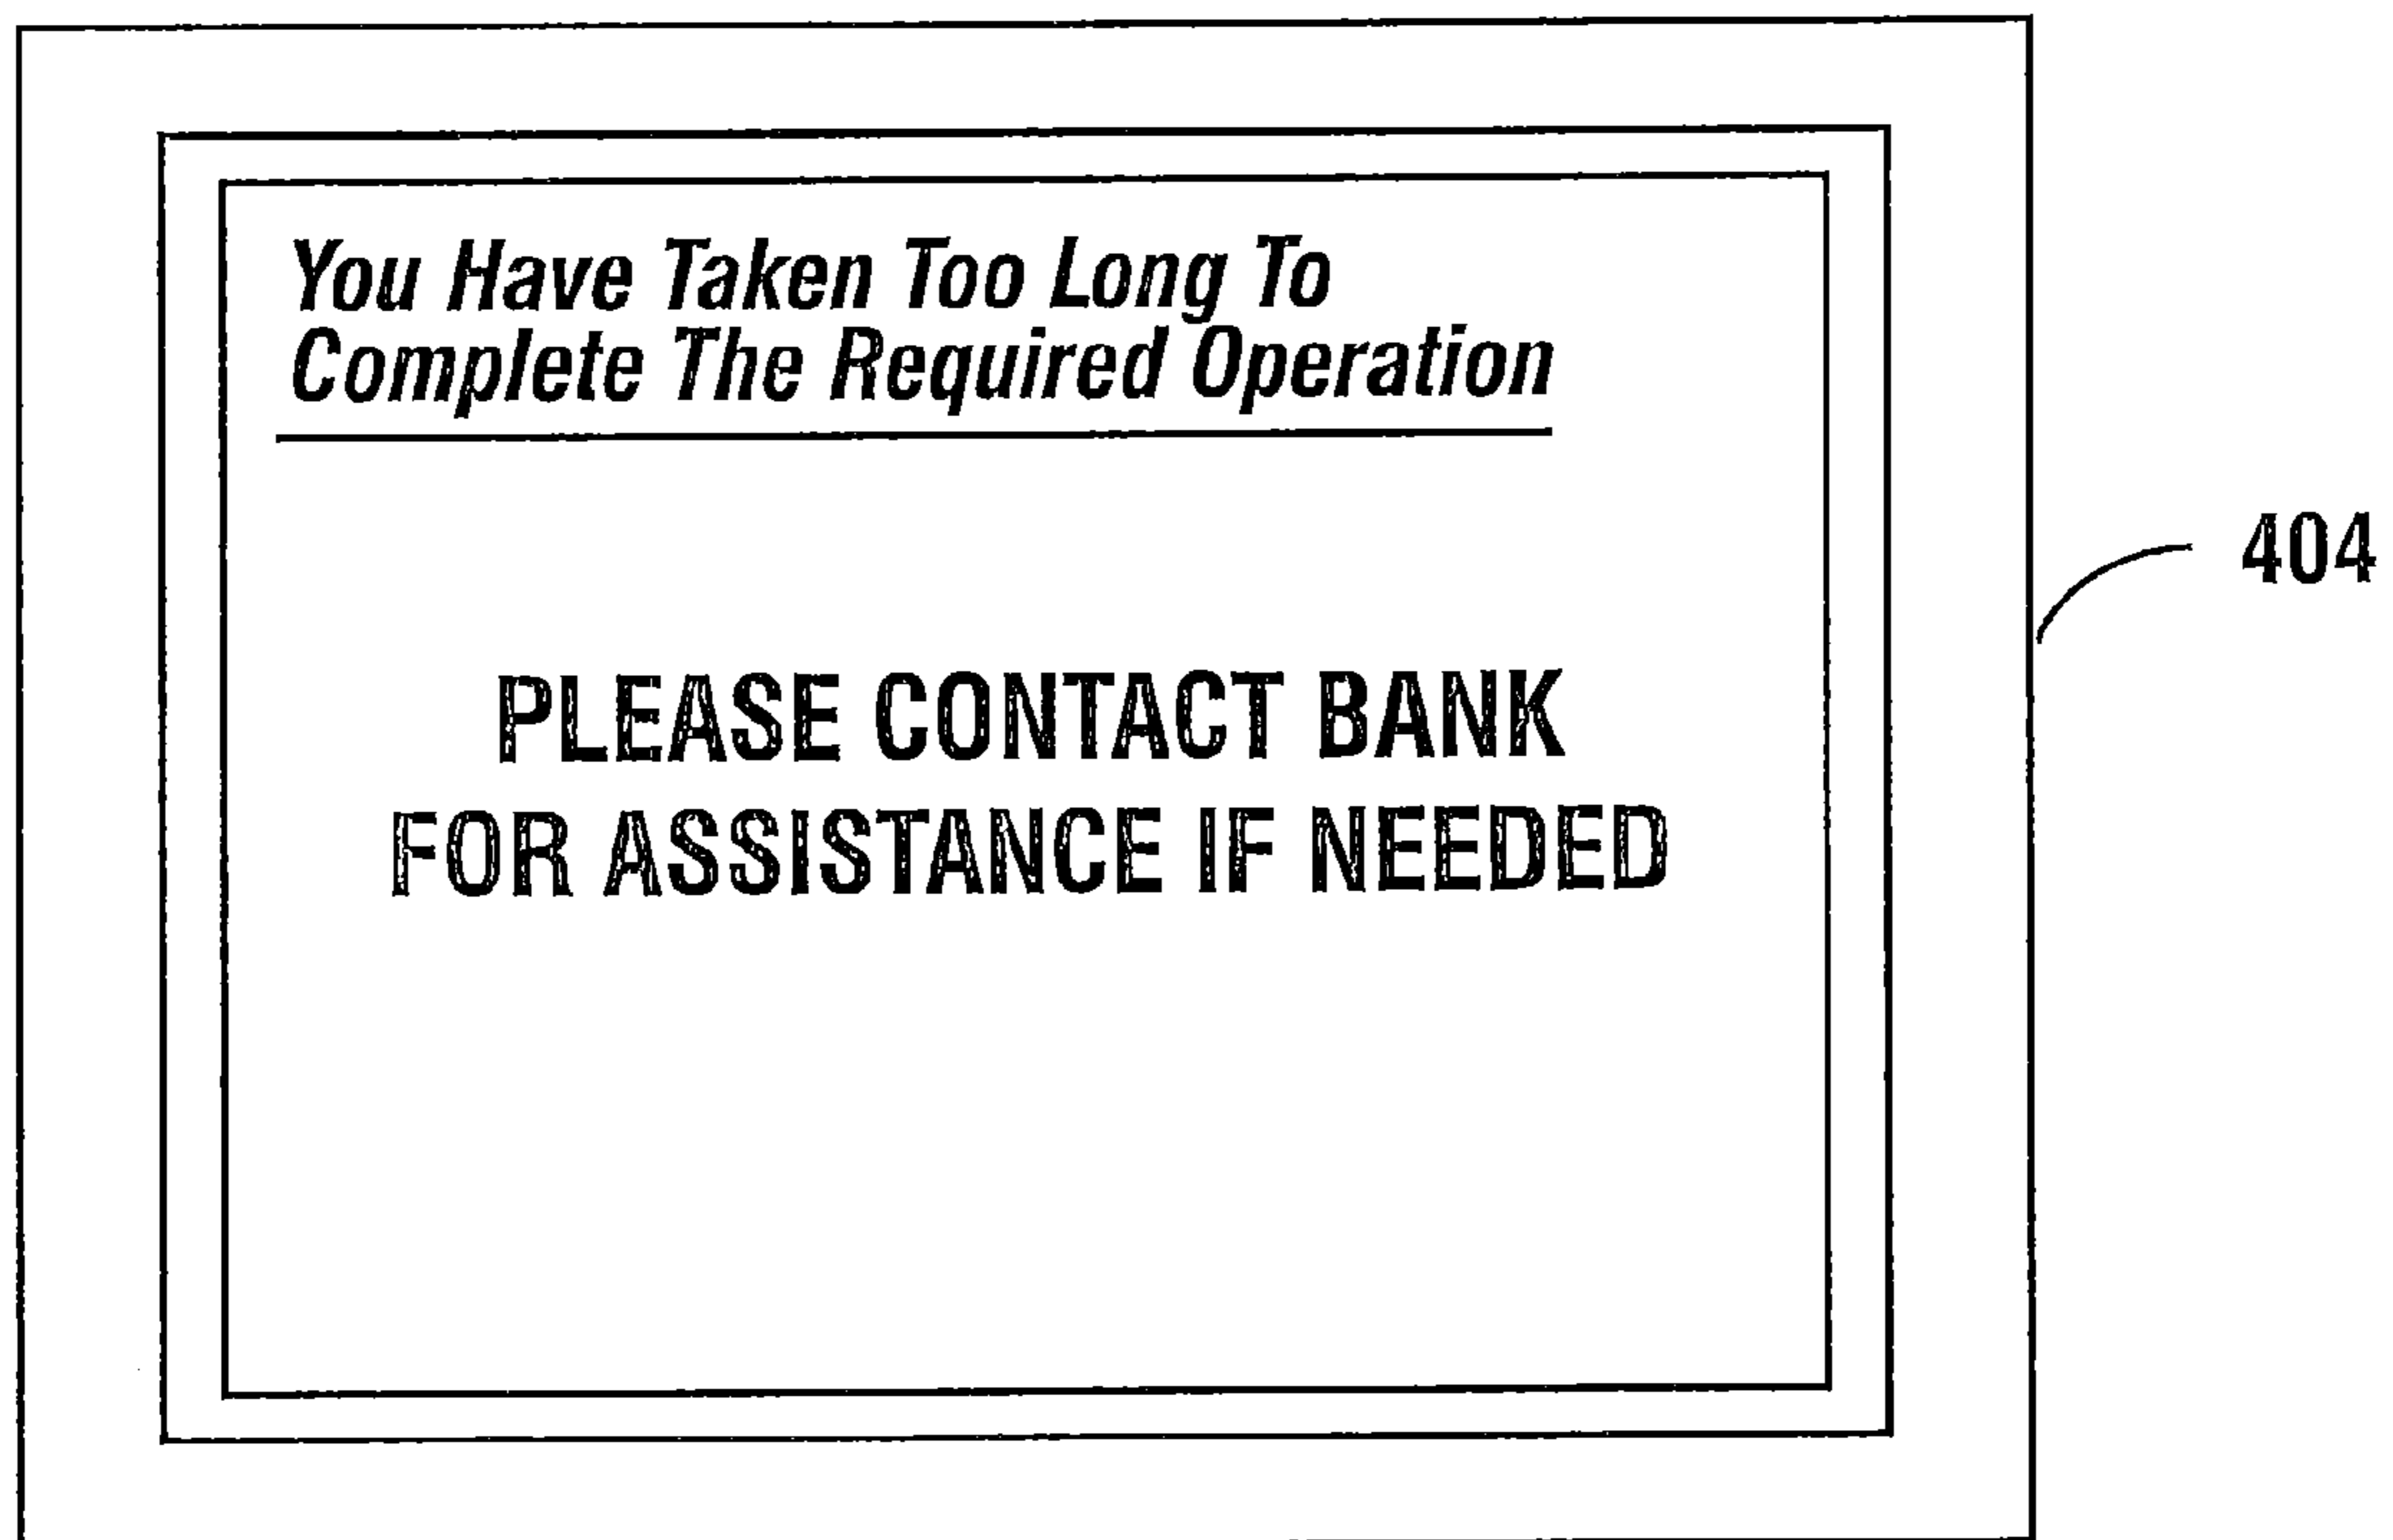 You Have Taken Too Long To
Complete The Required Operation
404
PLEASE CONTACT BANK
FOR ASSISTANCE IF NEEDED